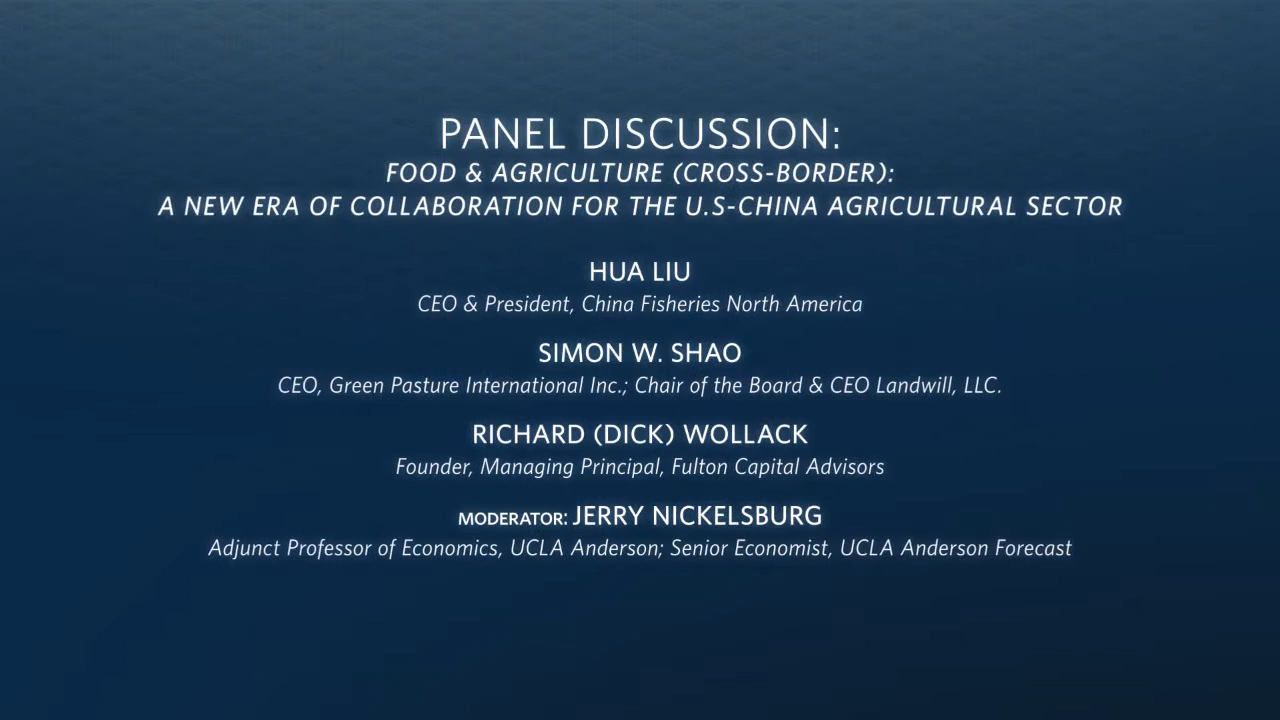 PANEL DISCUSSION:
FOOD & AGRICULTURE (CROSS-BORDER):
A NEW ERA OF COLLABORATION FOR THE U.S-CHINA AGRICULTURAL SECTOR
HUA LIU
CEO & President, China Fisheries North America
SIMON W. SHAO
CEO, Green Pasture International Inc.; Chair of the Board & CEO Landwill, LLC.
RICHARD (DICK) WOLLACK
Founder, Managing Principal, Fulton Capital Advisors
MODERATOR: JERRY NICKELSBURG
Adjunct Professor of Economics, UCLA Anderson; Senior Economist, UCLA Anderson Forecast